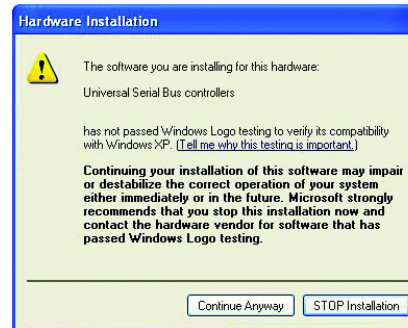 Hardware Installation
The software you are installing for this hardware:
Universal Serial Bus controllers
has not passed Windows Logo testing to verify its compatibility
with Windows XP. (Tell me why this testing is important.)
Continuing your installation of this software may impair
or destabilize the correct operation of your system
either immediately or in the future. Microsoft strongly
recommends that you stop this installation now and
contact the hardware vendor for software that has
passed Windows Logo testing.
Continue Anyway
STOP Installation